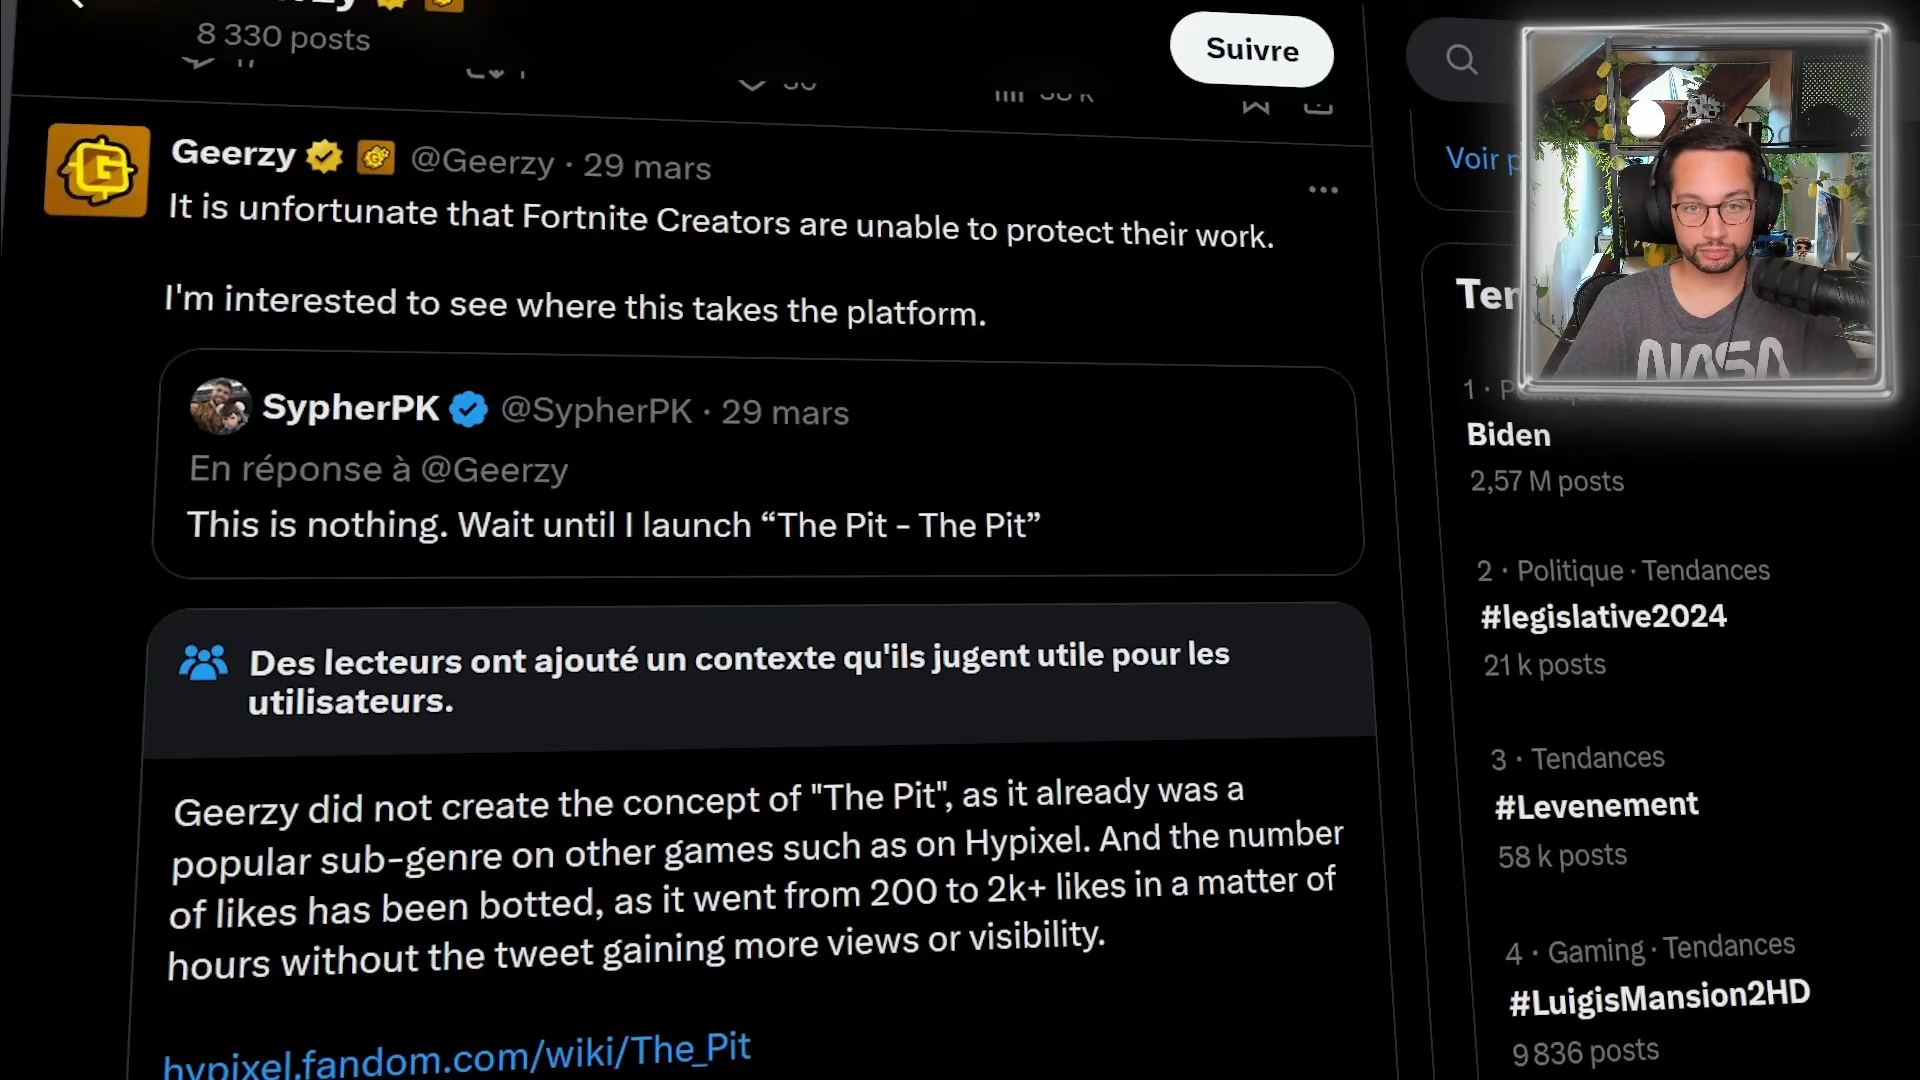 8 330 posts
Suivre
Geerzy @Geerzy · 29 mars
It is unfortunate that Fortnite Creators are unable to protect their work.
I'm interested to see where this takes the platform.
SypherPK @SypherPK · 29 mars
En réponse à @Geerzy
This is nothing. Wait until I launch “The Pit - The Pit”
Des lecteurs ont ajouté un contexte qu'ils jugent utile pour les
utilisateurs.
Geerzy did not create the concept of "The Pit", as it already was a
popular sub-genre on other games such as on Hypixel. And the number
of likes has been botted, as it went from 200 to 2k+ likes in a matter of
hours without the tweet gaining more views or visibility.
hypixel.fandom.com/wiki/The_Pit
Voir
NASA
1 ·
Biden
2,57 M posts
2 · Politique · Tendances
#legislative2024
21 k posts
3 · Tendances
#Levenement
58 k posts
4 · Gaming · Tendances
#LuigisMansion2HD
9 836 posts